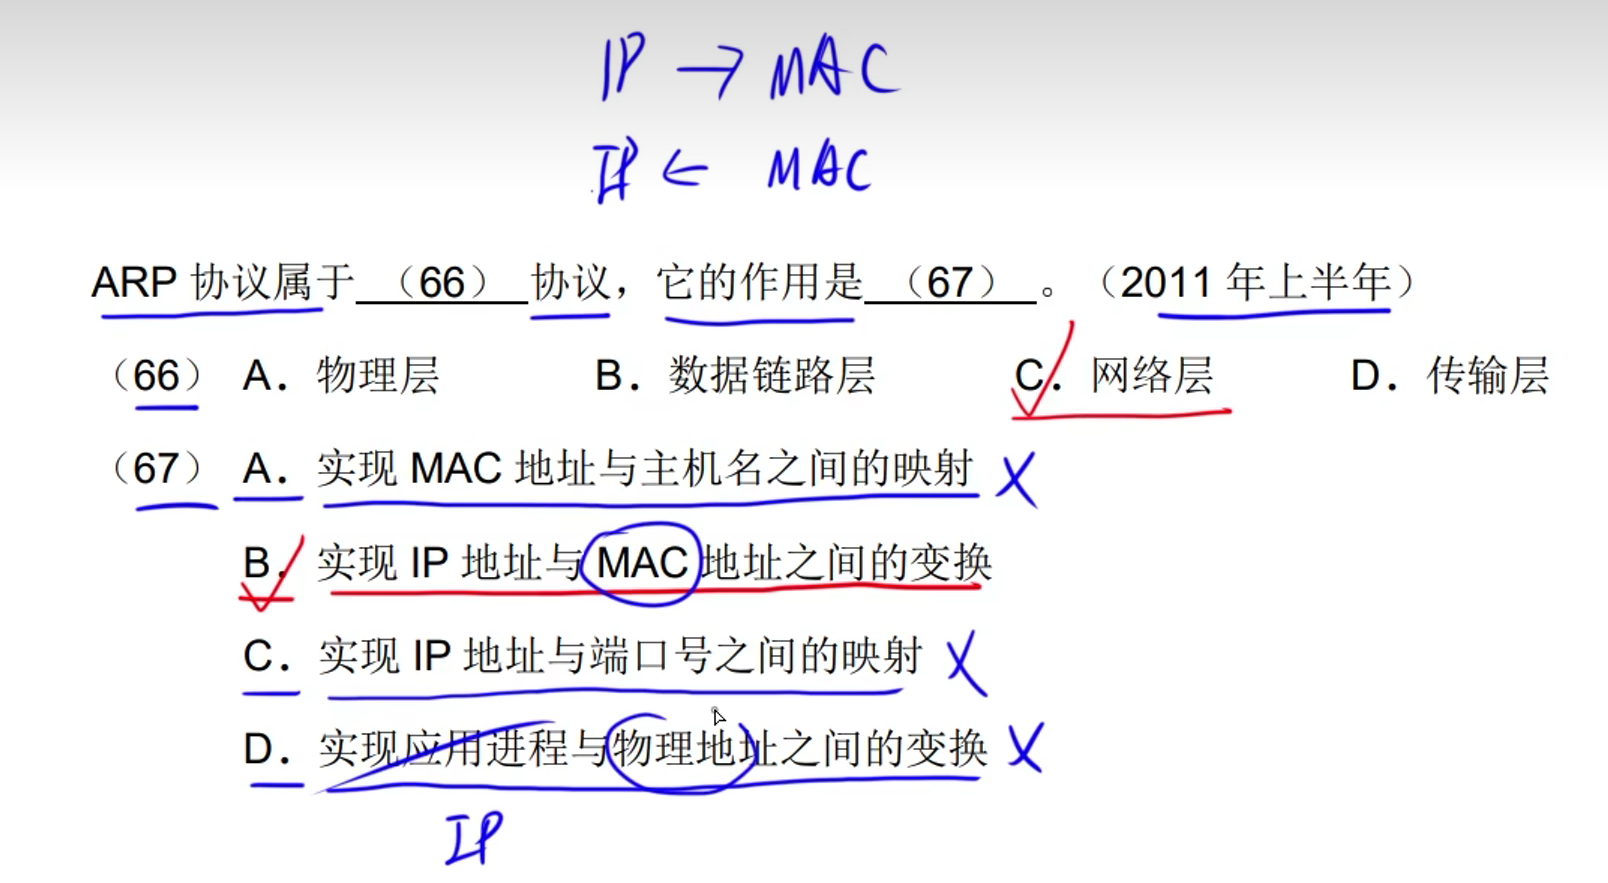 IP → MAC
IP ← MAC
ARP 协议属于 （66） 协议，它的作用是 （67） 。（2011 年上半年）
（66） A．物理层 B．数据链路层 C．网络层 D．传输层
（67） A．实现 MAC 地址与主机名之间的映射
B．实现 IP 地址与 MAC 地址之间的变换
C．实现 IP 地址与端口号之间的映射
D．实现应用进程与物理地址之间的变换
IP